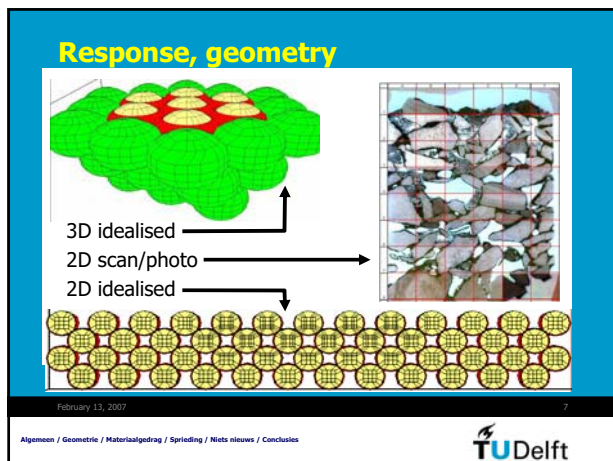 Response, geometry
3D idealised
2D scan/photo
2D idealised
February 13, 2007
7
Algemeen / Geometrie / Materiaalgedrag / Sprieding / Niets nieuws / Conclusies
TUDelft